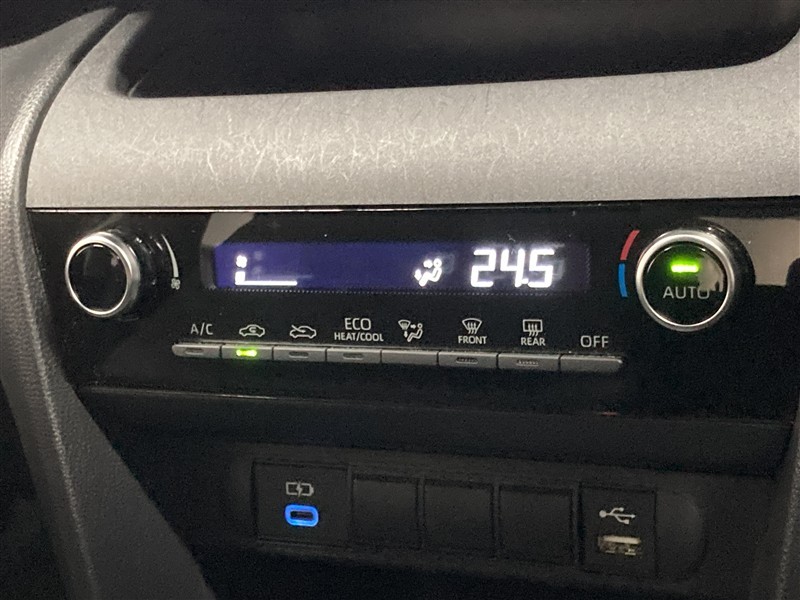 24.5
AUTO
A/C
ECO
HEAT/COOL
FRONT
REAR
OFF